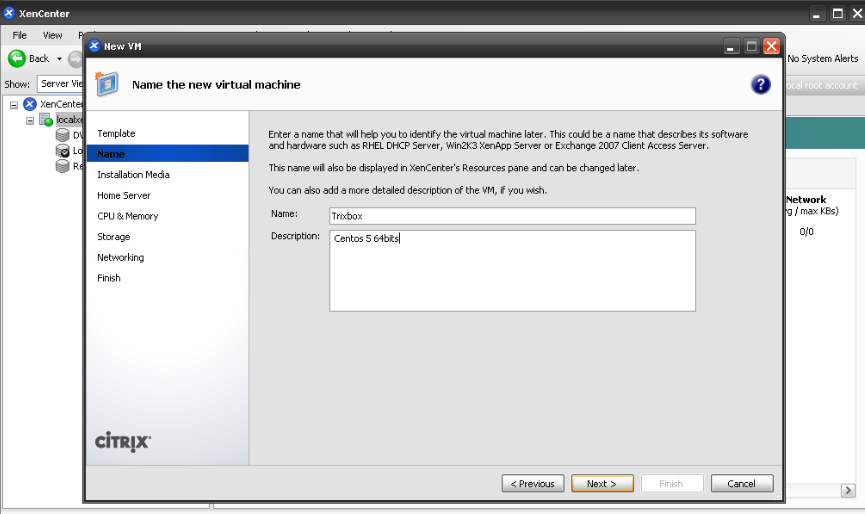 XenCenter
File View
Back
No System Alerts
Show: Server Vie
ocal root account
XenCenter
localxe
New VM
Name the new virtual machine
Template
Name
Installation Media
Home Server
CPU & Memory
Storage
Networking
Finish
CITRIX
Enter a name that will help you to identify the virtual machine later. This could be a name that describes its software
and hardware such as RHEL DHCP Server, Win2K3 XenApp Server or Exchange 2007 Client Access Server.
This name will also be displayed in XenCenter's Resources pane and can be changed later.
You can also add a more detailed description of the VM, if you wish.
Name: Trixbox
Description: Centos 5 64bits
Network
g / max KBs)
0/0
< Previous Next > Finish Cancel